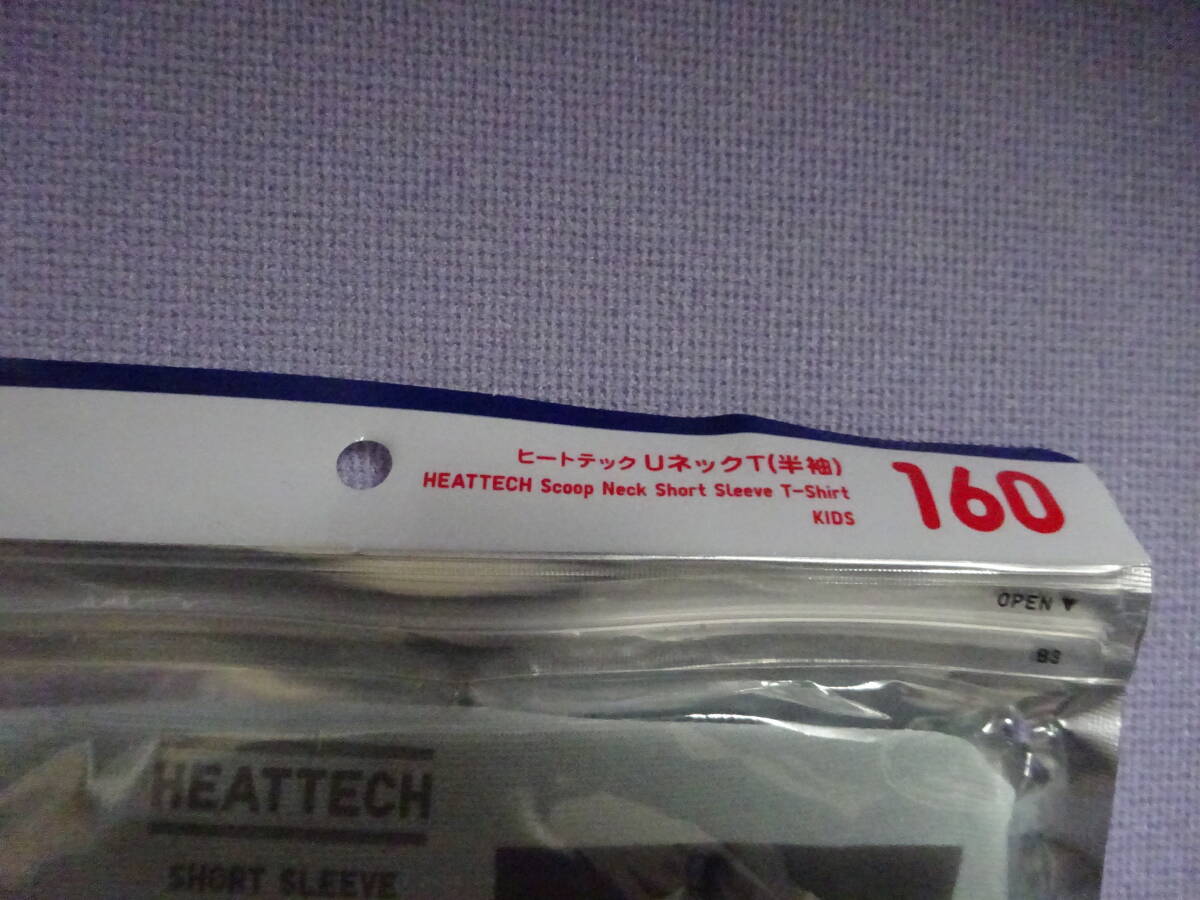 ヒートテック UネックT(半袖)
HEATTECH Scoop Neck Short Sleeve T-Shirt
KIDS
160
OPEN ▼
B3
HEATTECH
SHORT SLEEVE